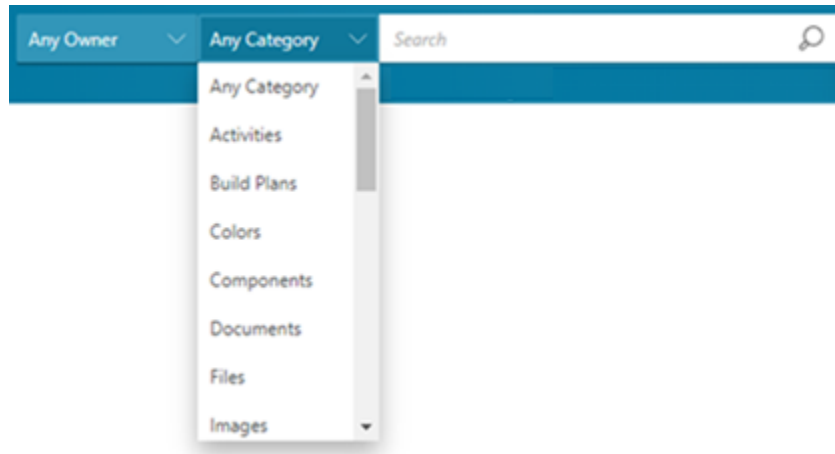 Any Owner Any Category Search
Any Category
Activities
Build Plans
Colors
Components
Documents
Files
Images